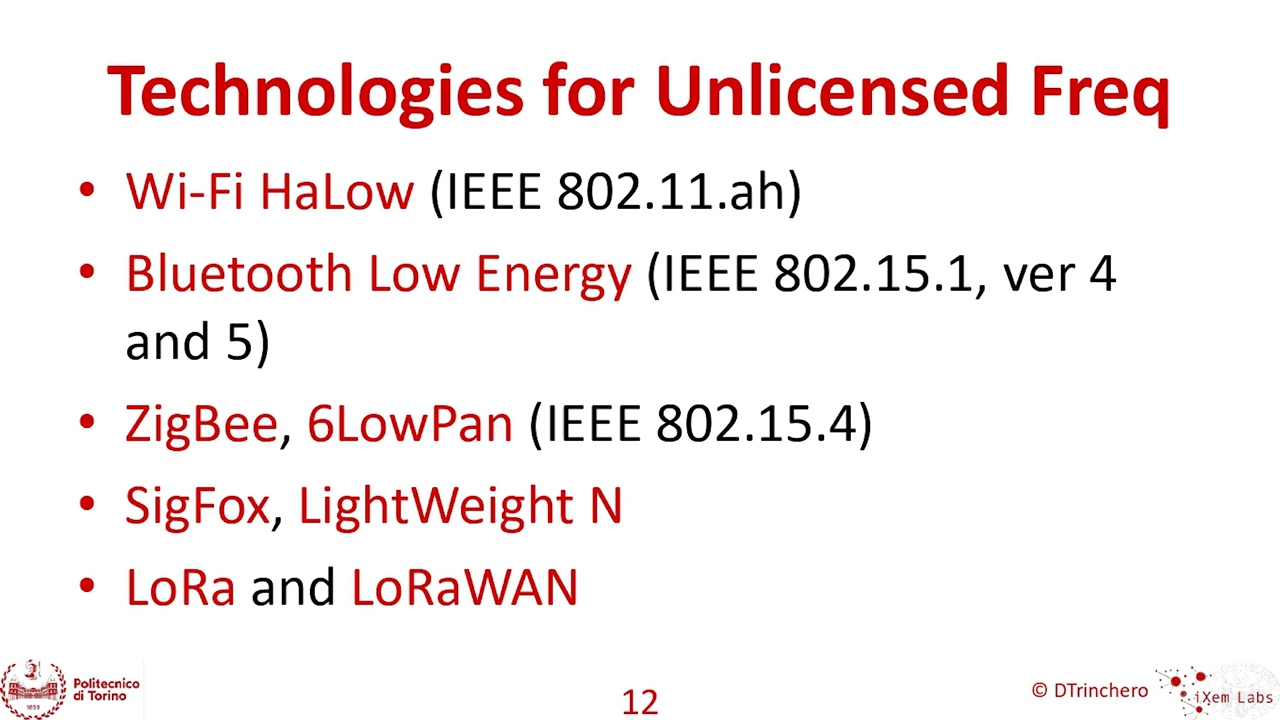 Technologies for Unlicensed Freq
• Wi-Fi HaLow (IEEE 802.11.ah)
• Bluetooth Low Energy (IEEE 802.15.1, ver 4
and 5)
• ZigBee, 6LowPan (IEEE 802.15.4)
• SigFox, LightWeight N
• LoRa and LoRaWAN
Politecnico
di Torino
1859
12
© DTrinchero
iXem Labs